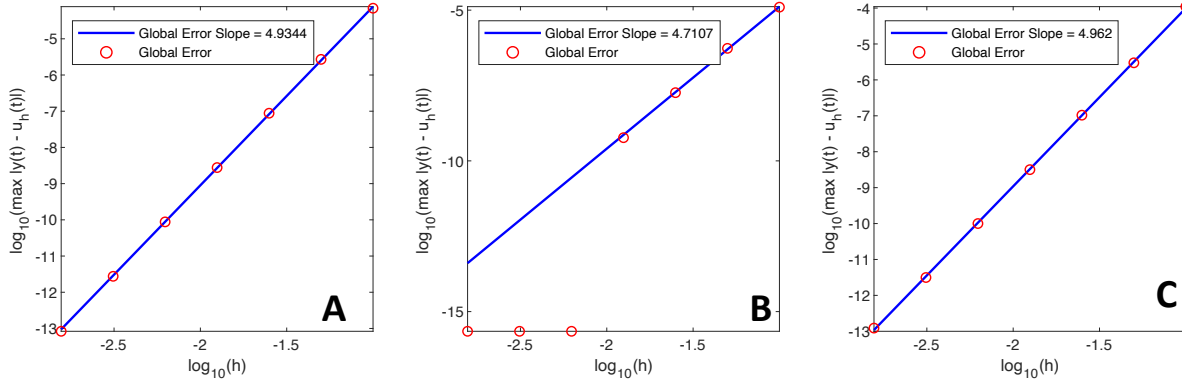 Global Error Slope = 4.9344
Global Error
-5
-6
-7
-8
-9
-10
-11
-12
-13
-2.5
-2
-1.5
log10(h)
log10(max |y(t) - uh(t)|)
A
Global Error Slope = 4.7107
Global Error
-5
-10
-15
-2.5
-2
-1.5
log10(h)
log10(max |y(t) - uh(t)|)
B
Global Error Slope = 4.962
Global Error
-4
-5
-6
-7
-8
-9
-10
-11
-12
-13
-2.5
-2
-1.5
log10(h)
log10(max |y(t) - uh(t)|)
C